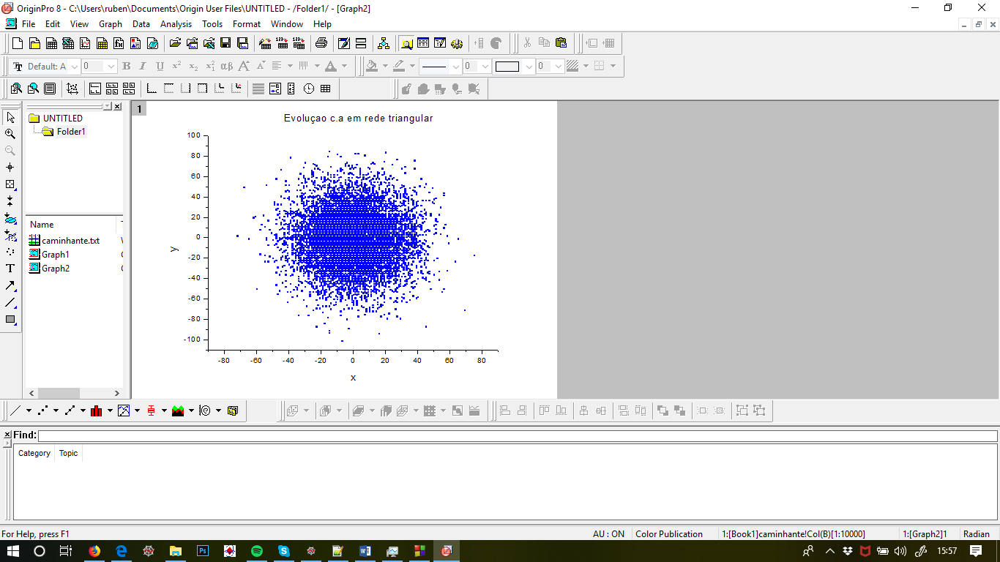 OriginPro 8 - C:\Users\ruben\Documents\Origin User Files\UNTITLED - /Folder1/ - [Graph2]
File Edit View Graph Data Analysis Tools Format Window Help
Default: A 0 B I U x² x₂ αβ A A A 0 0
UNTITLED
Folder1
Name
caminhante.txt
Graph1
Graph2
1
Evoluçao c.a em rede triangular
100
80
60
40
20
0
-20
-40
-60
-80
-100
y
-80 -60 -40 -20 0 20 40 60 80
x
Find:
Category Topic
For Help, press F1 AU : ON Color Publication 1:[Book1]caminhante!Col(B)[1:10000] 1:[Graph2]1 Radian
15:57